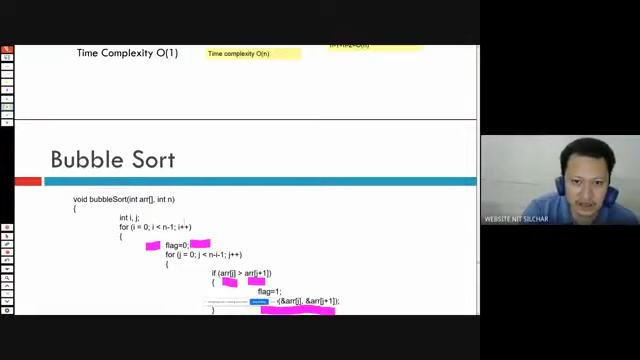 Time Complexity O(1)
Time complexity O(n)
Bubble Sort
void bubbleSort(int arr[], int n)
{
int i, j;
for (i = 0; i < n-1; i++)
{
flag=0;
for (j = 0; j < n-i-1; j++)
{
if (arr[j] > arr[j+1])
{
flag=1;
(&arr[j], &arr[j+1]);
}
WEBSITE NIT SILCHAR